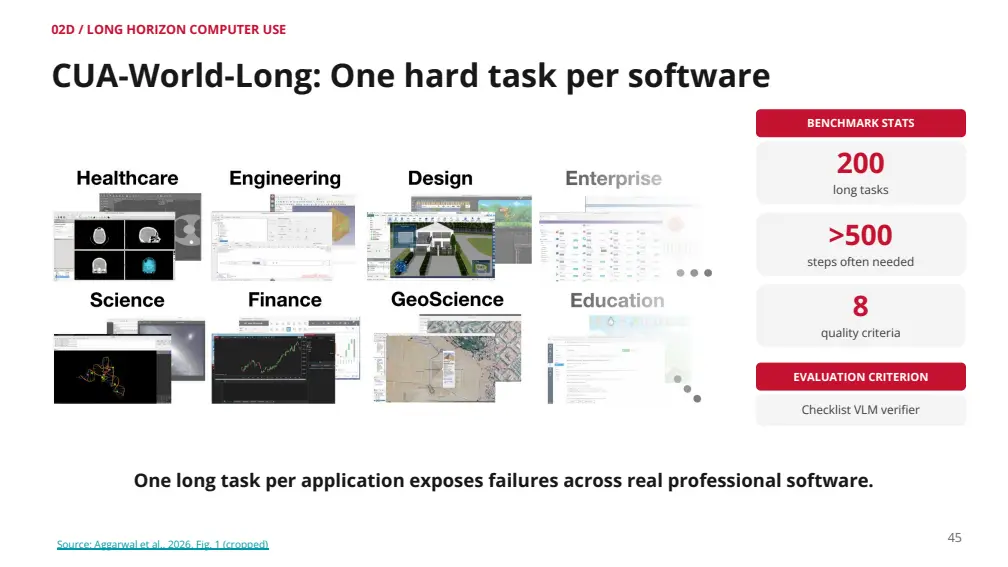 02D / LONG HORIZON COMPUTER USE
CUA-World-Long: One hard task per software
Healthcare
Engineering
Design
Enterprise
Science
Finance
GeoScience
Education
BENCHMARK STATS
200
long tasks
>500
steps often needed
8
quality criteria
EVALUATION CRITERION
Checklist VLM verifier
One long task per application exposes failures across real professional software.
Source: Aggarwal et al., 2026, Fig. 1 (cropped)
45